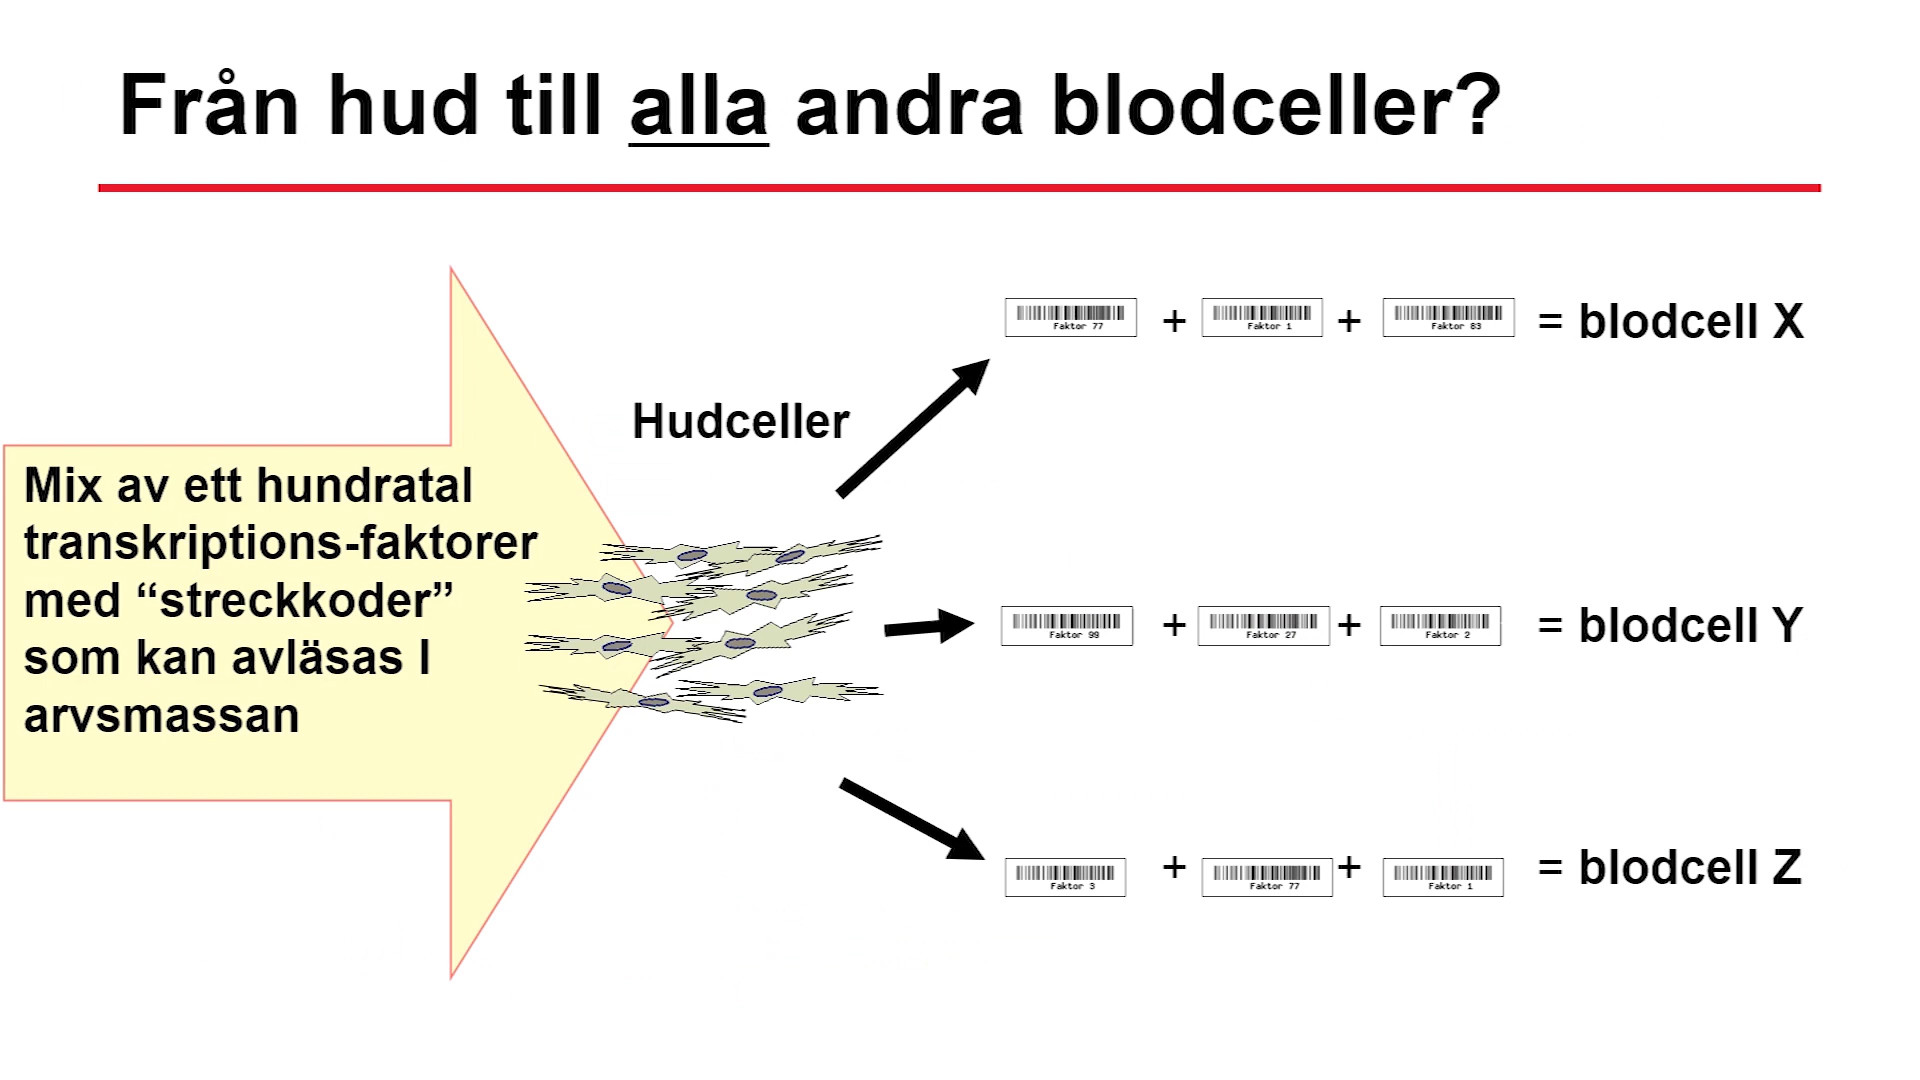 Från hud till alla andra blodceller?
Faktor 77 + Faktor 1 + Faktor 83 = blodcell X
Hudceller
Mix av ett hundratal
transkriptions-faktorer
med “streckkoder”
som kan avläsas I
arvsmassan
Faktor 99 + Faktor 27 + Faktor 2 = blodcell Y
Faktor 3 + Faktor 77 + Faktor 1 = blodcell Z